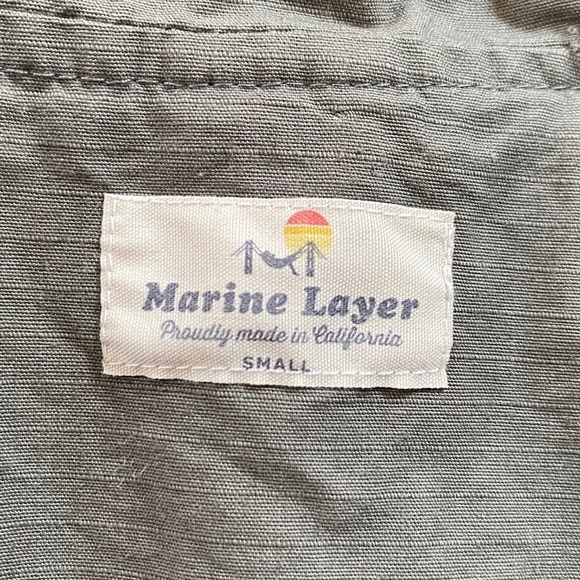 Marine Layer
Proudly made in California
SMALL